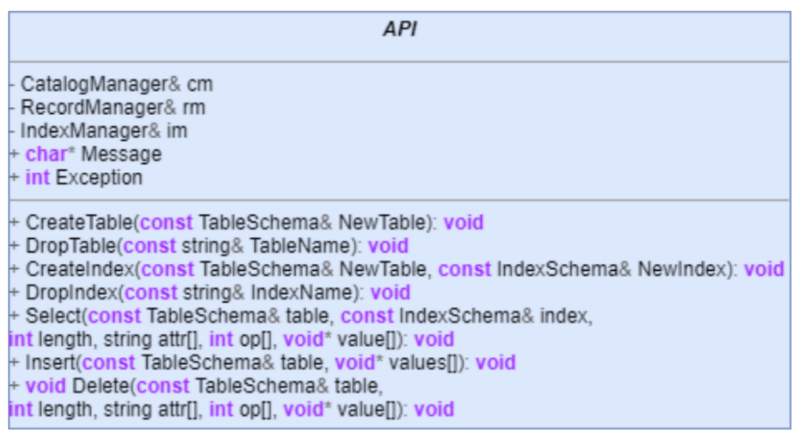 API
- CatalogManager& cm
- RecordManager& rm
- IndexManager& im
+ char* Message
+ int Exception
+ CreateTable(const TableSchema& NewTable): void
+ DropTable(const string& TableName): void
+ CreateIndex(const TableSchema& NewTable, const IndexSchema& NewIndex): void
+ DropIndex(const string& IndexName): void
+ Select(const TableSchema& table, const IndexSchema& index,
int length, string attr[], int op[], void* value[]): void
+ Insert(const TableSchema& table, void* values[]): void
+ void Delete(const TableSchema& table,
int length, string attr[], int op[], void* value[]): void